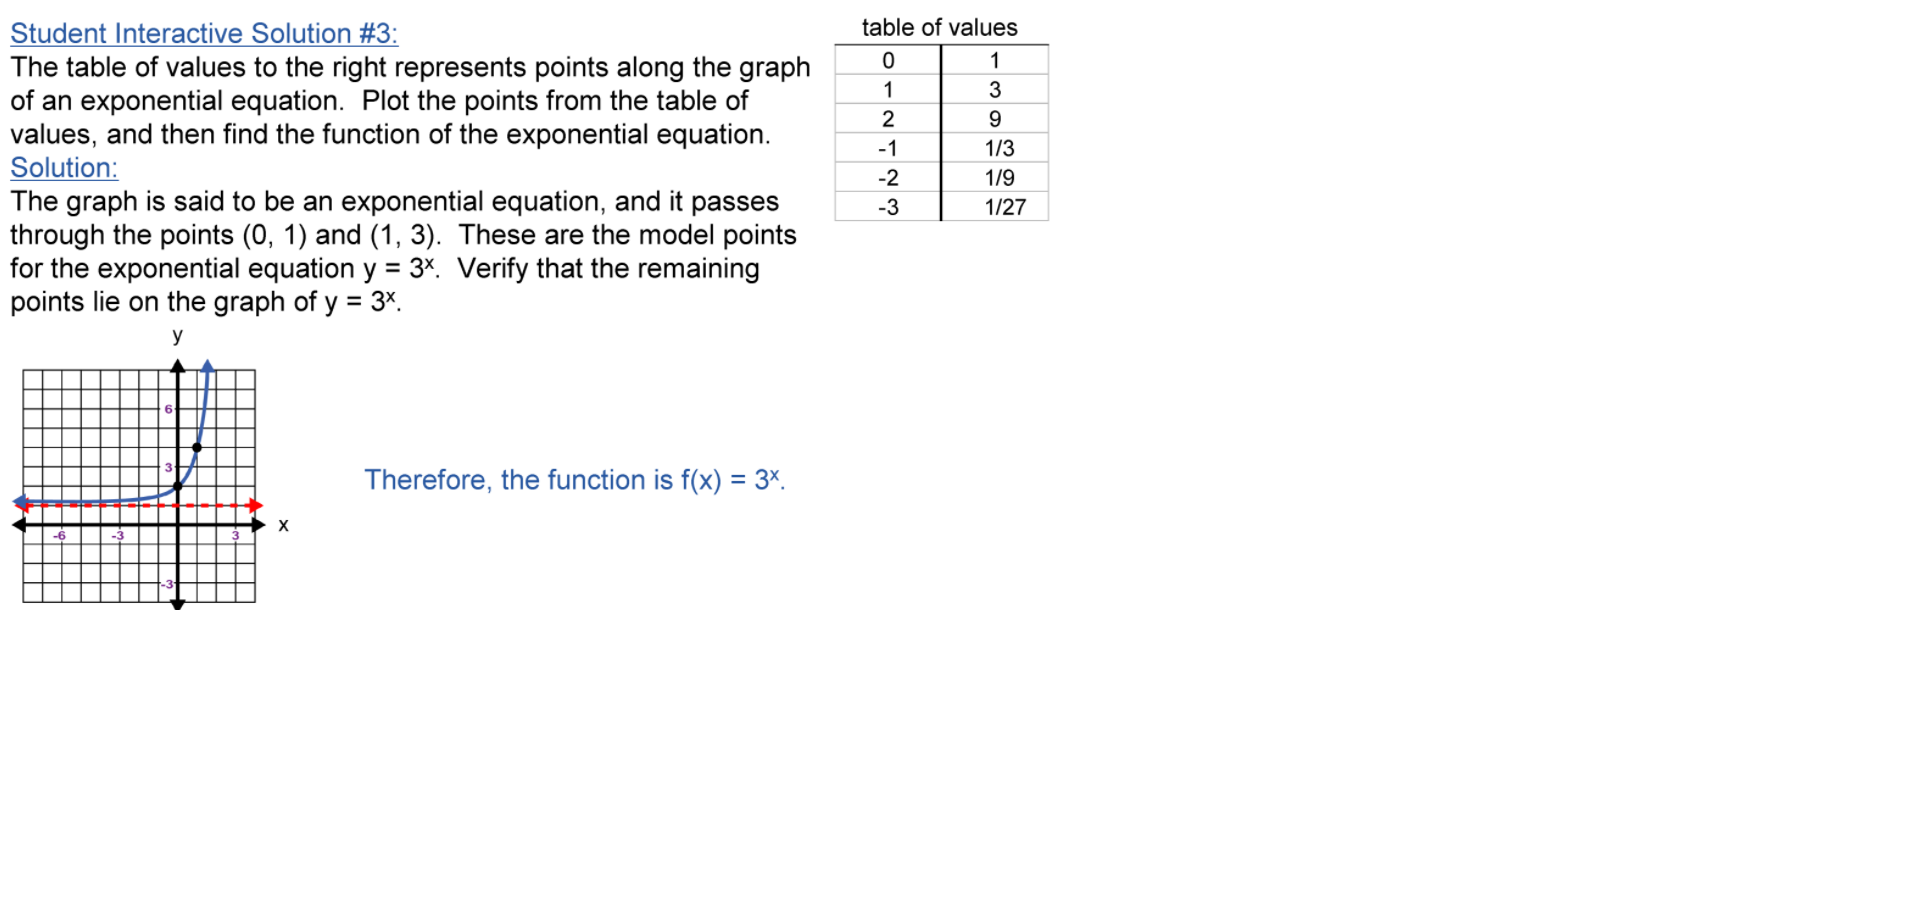 Student Interactive Solution #3:
The table of values to the right represents points along the graph
of an exponential equation.  Plot the points from the table of
values, and then find the function of the exponential equation.
Solution:
The graph is said to be an exponential equation, and it passes
through the points (0, 1) and (1, 3).  These are the model points
for the exponential equation y = 3ˣ.  Verify that the remaining
points lie on the graph of y = 3ˣ.
table of values
0 1
1 3
2 9
-1 1/3
-2 1/9
-3 1/27
y
6
3
x
-6 -3 3
-3
Therefore, the function is f(x) = 3ˣ.